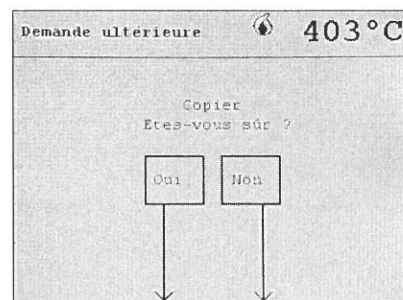 Demande ultérieure 403°C
Copier
Etes-vous sûr ?
Oui Non